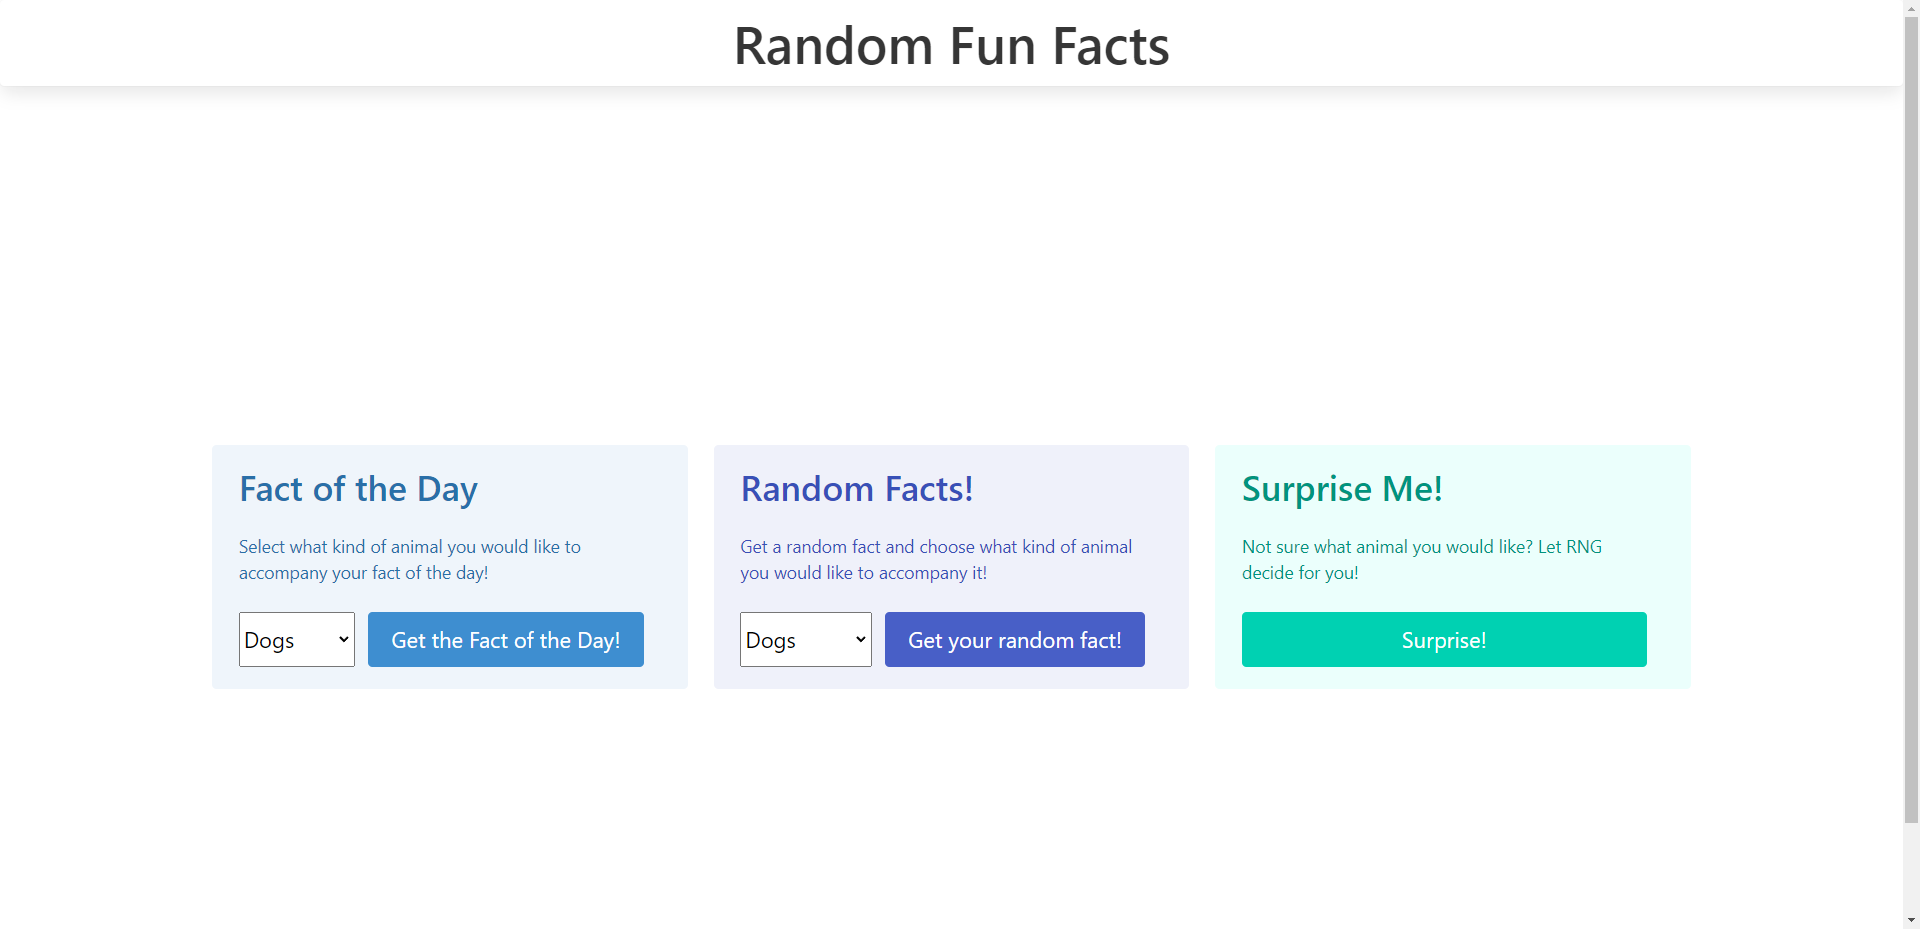 Random Fun Facts
Fact of the Day
Select what kind of animal you would like to
accompany your fact of the day!
Dogs
Get the Fact of the Day!
Random Facts!
Get a random fact and choose what kind of animal
you would like to accompany it!
Dogs
Get your random fact!
Surprise Me!
Not sure what animal you would like? Let RNG
decide for you!
Surprise!